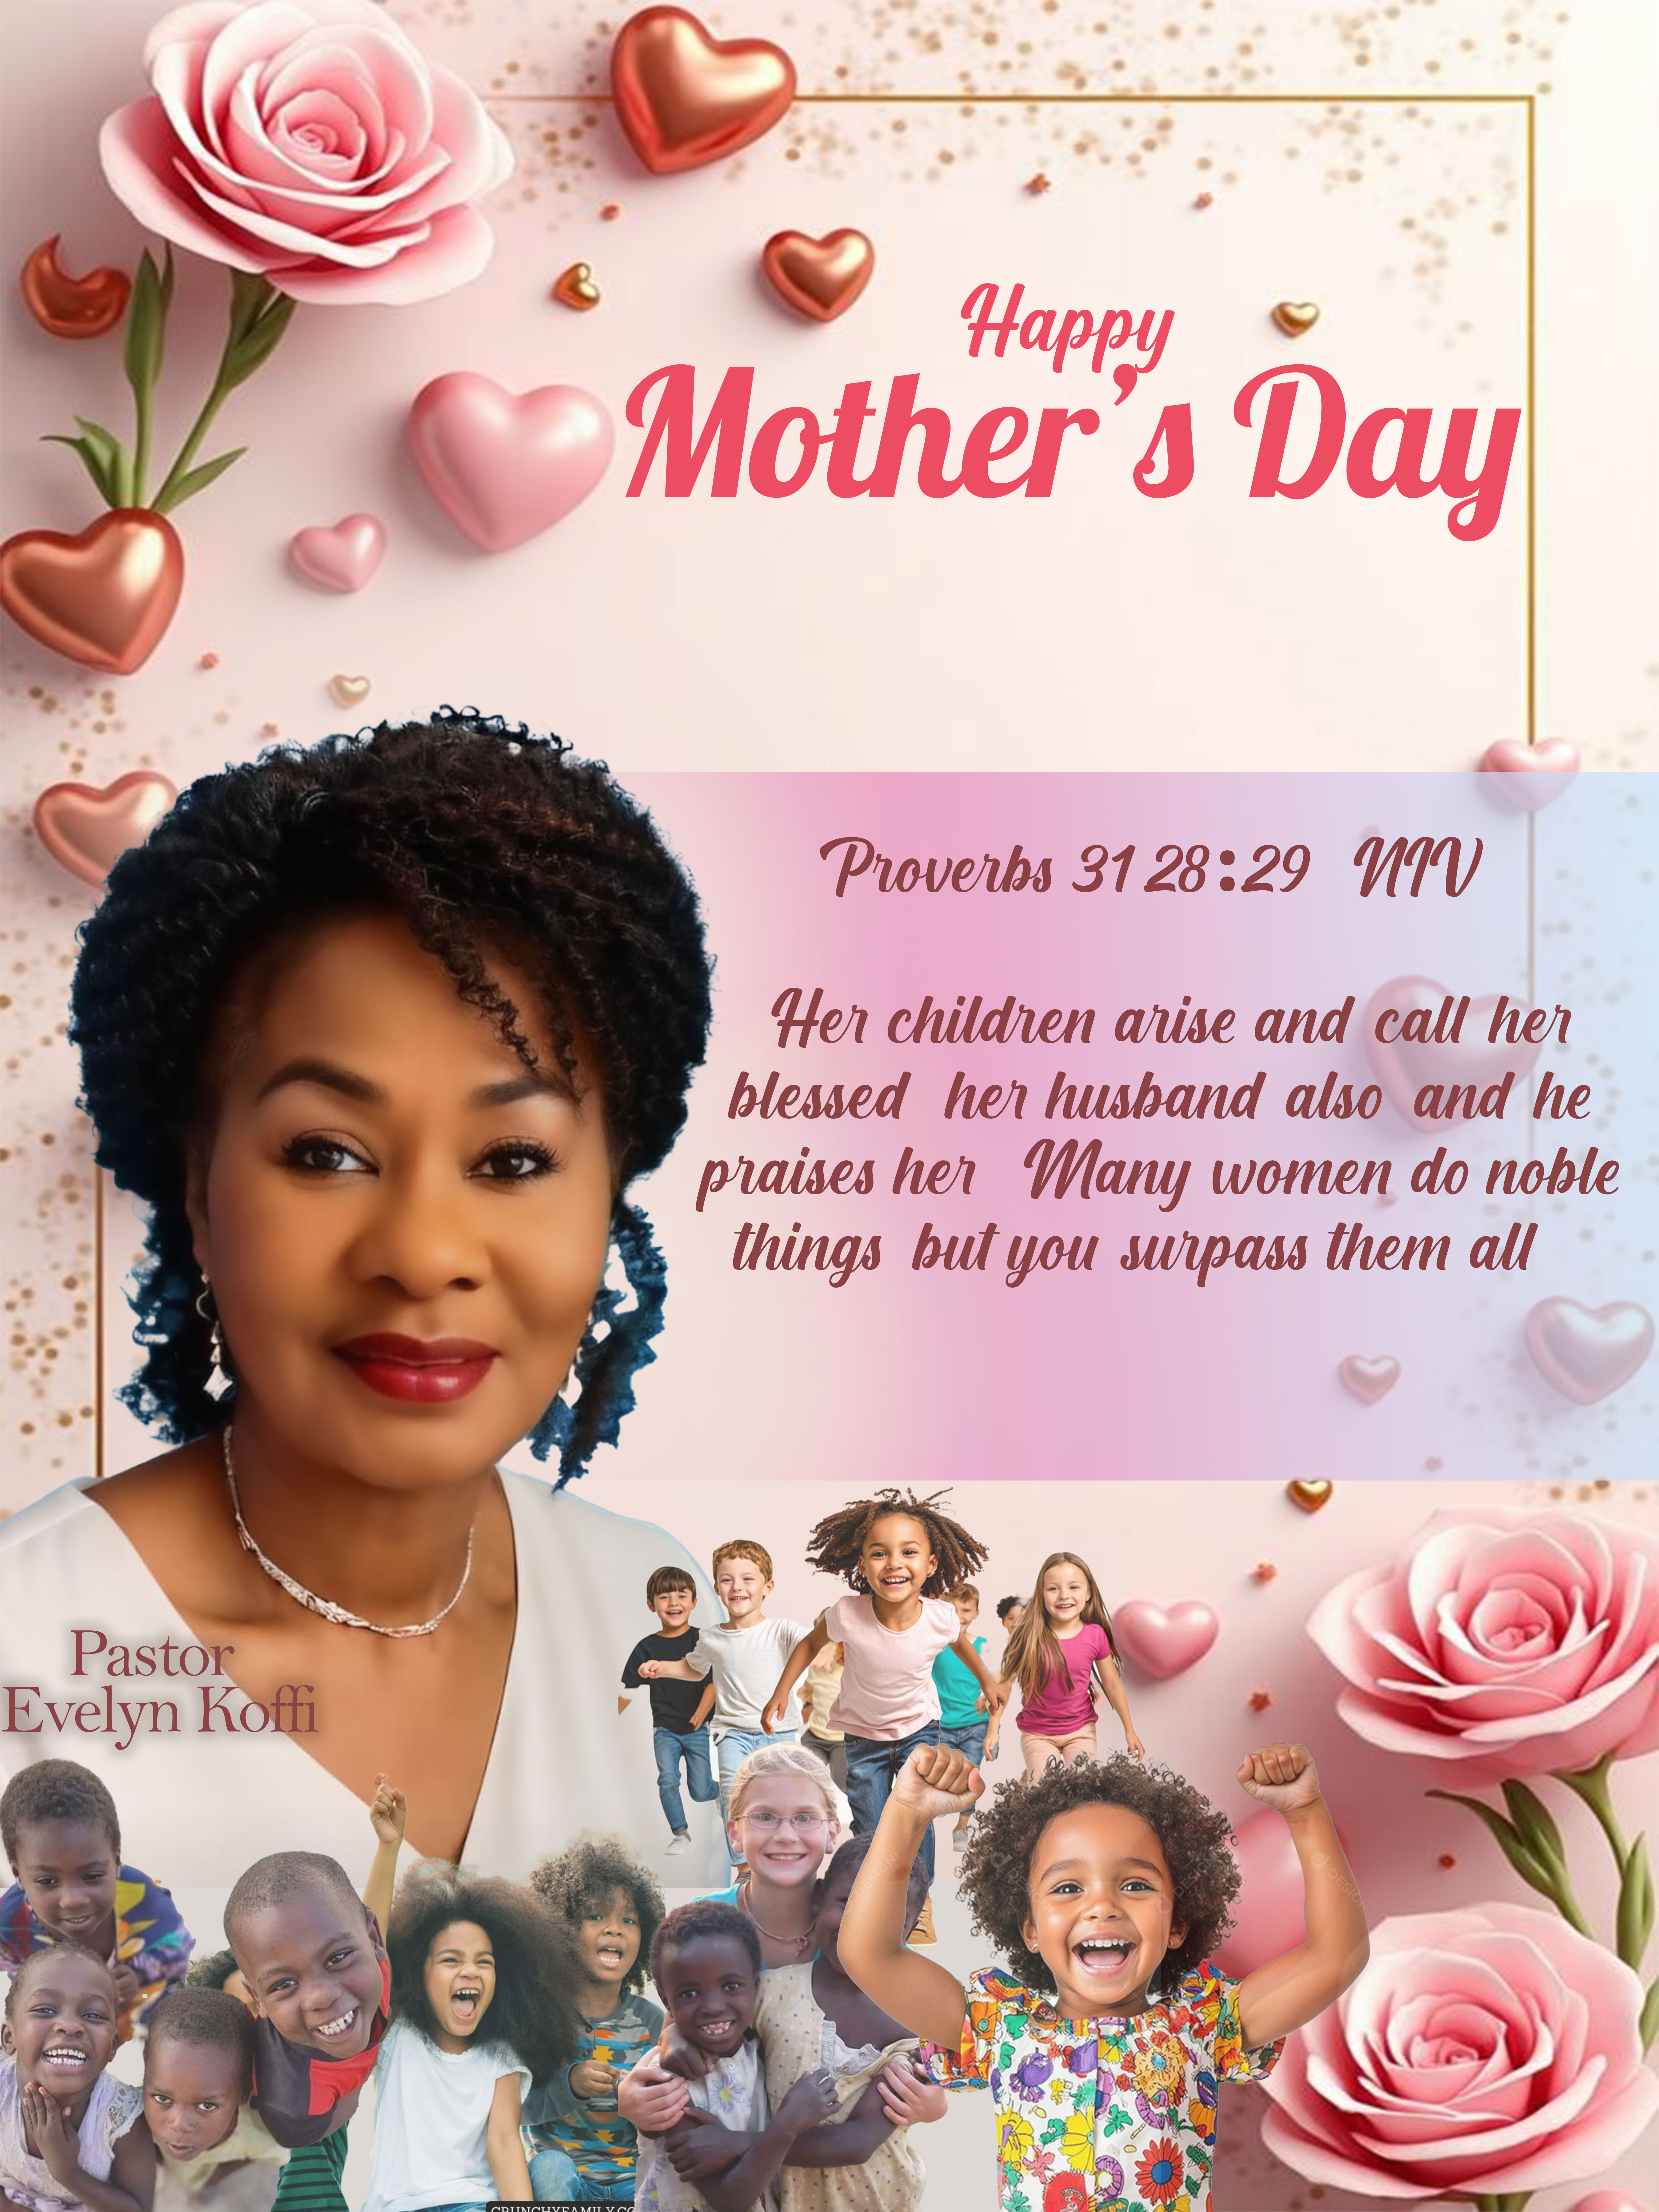 Happy
Mother's Day
Proverbs 31 28:29 NIV
Her children arise and call her
blessed her husband also and he
praises her Many women do noble
things but you surpass them all
Pastor
Evelyn Koffi